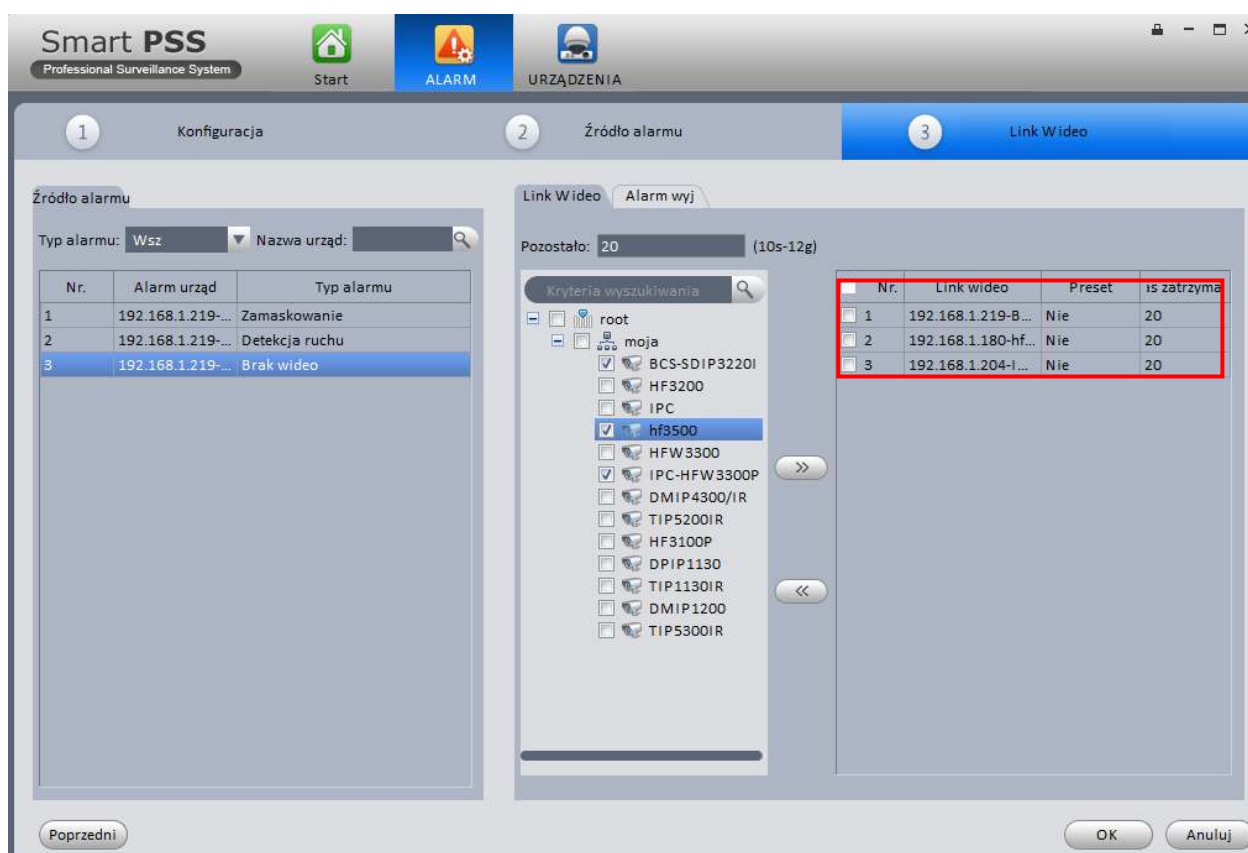 Smart PSS
Professional Surveillance System
Start
ALARM
URZĄDZENIA
1 Konfiguracja
2 Źródło alarmu
3 Link Wideo
Źródło alarmu
Typ alarmu: Wsz Nazwa urząd:
Nr. Alarm urząd Typ alarmu
1 192.168.1.219-... Zamaskowanie
2 192.168.1.219-... Detekcja ruchu
3 192.168.1.219-... Brak wideo
Link Wideo Alarm wyj
Pozostało: 20 (10s-12g)
Kryteria wyszukiwania
root
moja
BCS-SDIP3220I
HF3200
IPC
hf3500
HFW3300
IPC-HFW3300P
DMIP4300/IR
TIP5200IR
HF3100P
DPIP1130
TIP1130IR
DMIP1200
TIP5300IR
>>
<<
Nr. Link wideo Preset as zatrzyma
1 192.168.1.219-B... Nie 20
2 192.168.1.180-hf... Nie 20
3 192.168.1.204-I... Nie 20
Poprzedni
OK
Anuluj